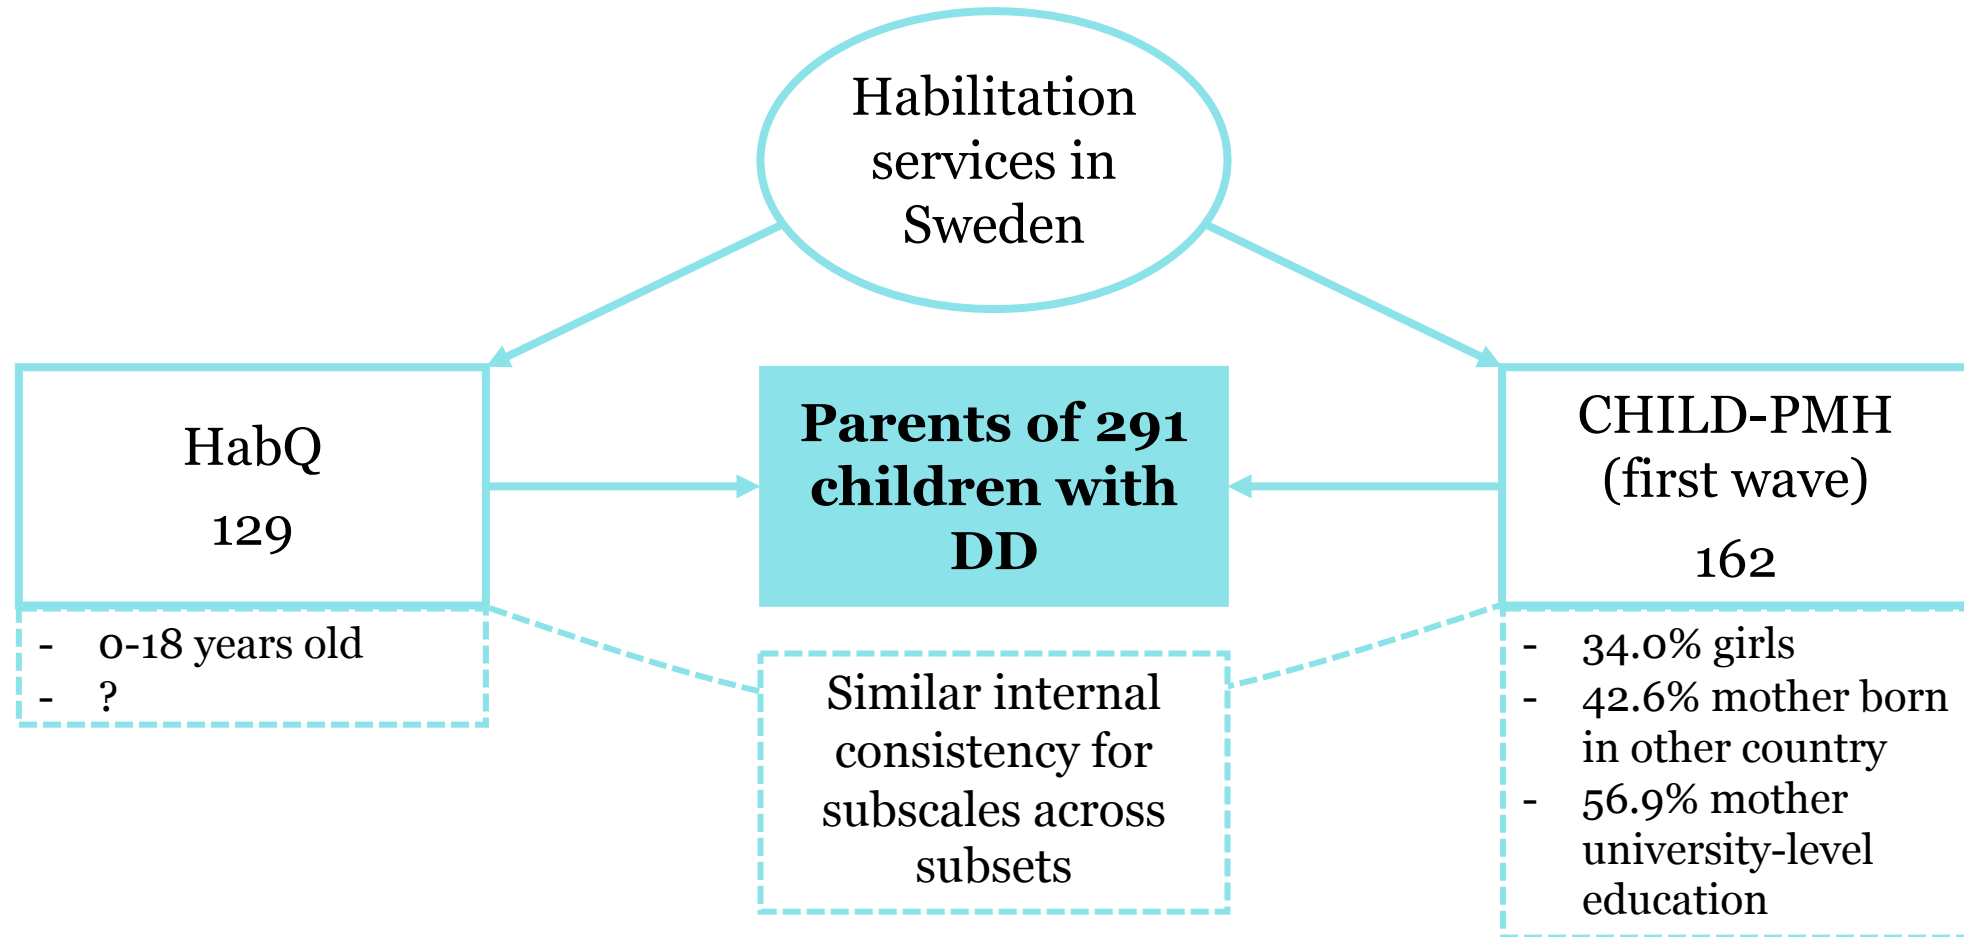 Habilitation
services in
Sweden
HabQ
129
Parents of 291
children with
DD
CHILD-PMH
(first wave)
162
- 0-18 years old
- ?
Similar internal
consistency for
subscales across
subsets
- 34.0% girls
- 42.6% mother born
in other country
- 56.9% mother
university-level
education